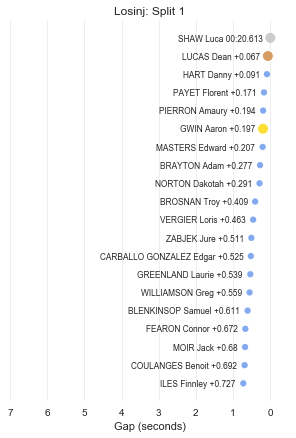 Losinj: Split 1
SHAW Luca 00:20.613
LUCAS Dean +0.067
HART Danny +0.091
PAYET Florent +0.171
PIERRON Amaury +0.194
GWIN Aaron +0.197
MASTERS Edward +0.207
BRAYTON Adam +0.277
NORTON Dakotah +0.291
BROSNAN Troy +0.409
VERGIER Loris +0.463
ZABJEK Jure +0.511
CARBALLO GONZALEZ Edgar +0.525
GREENLAND Laurie +0.539
WILLIAMSON Greg +0.559
BLENKINSOP Samuel +0.611
FEARON Connor +0.672
MOIR Jack +0.68
COULANGES Benoit +0.692
ILES Finnley +0.727
7 6 5 4 3 2 1 0
Gap (seconds)